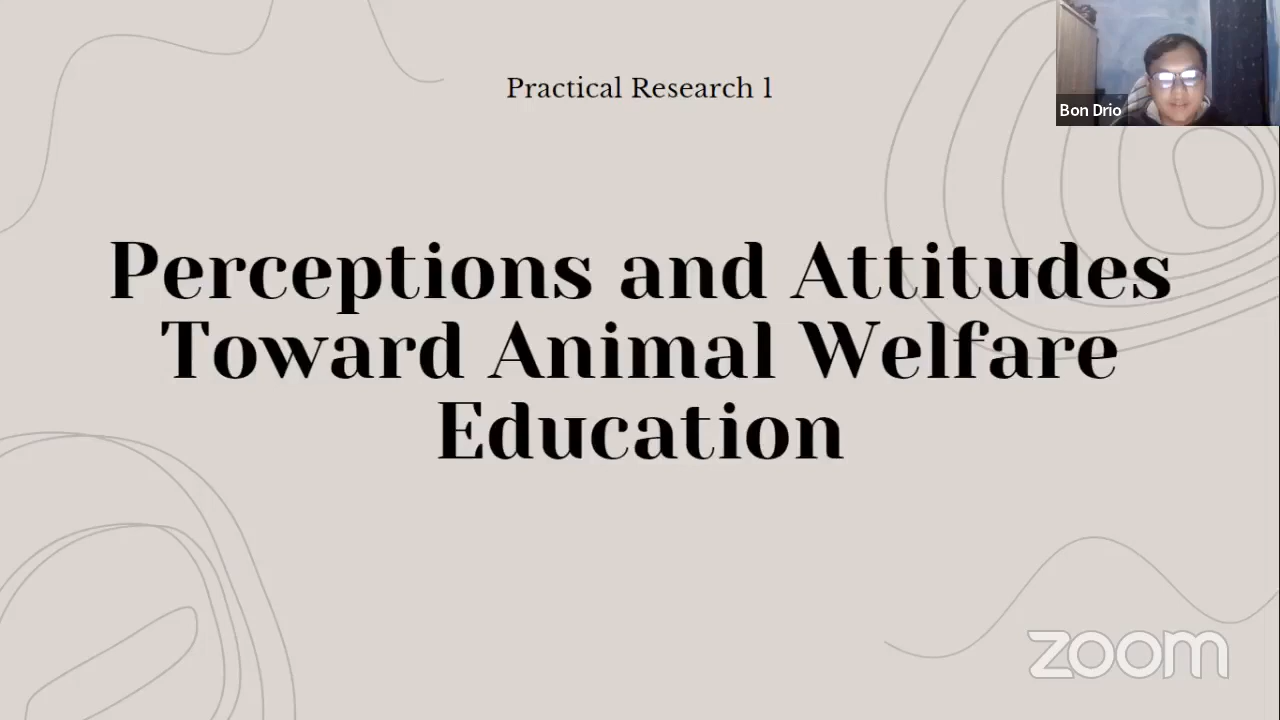 Practical Research 1
Bon Drio
Perceptions and Attitudes
Toward Animal Welfare
Education
zoom